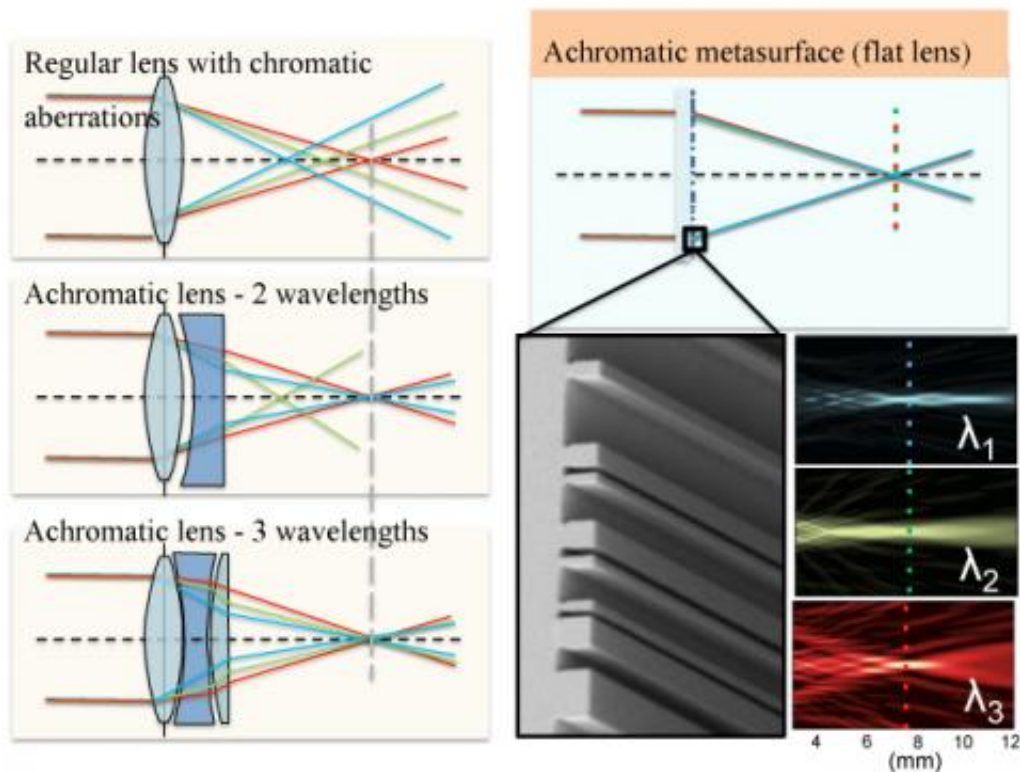 Regular lens with chromatic
aberrations
Achromatic lens - 2 wavelengths
Achromatic lens - 3 wavelengths
Achromatic metasurface (flat lens)
λ1
λ2
λ3
4 6 8 10 12
(mm)